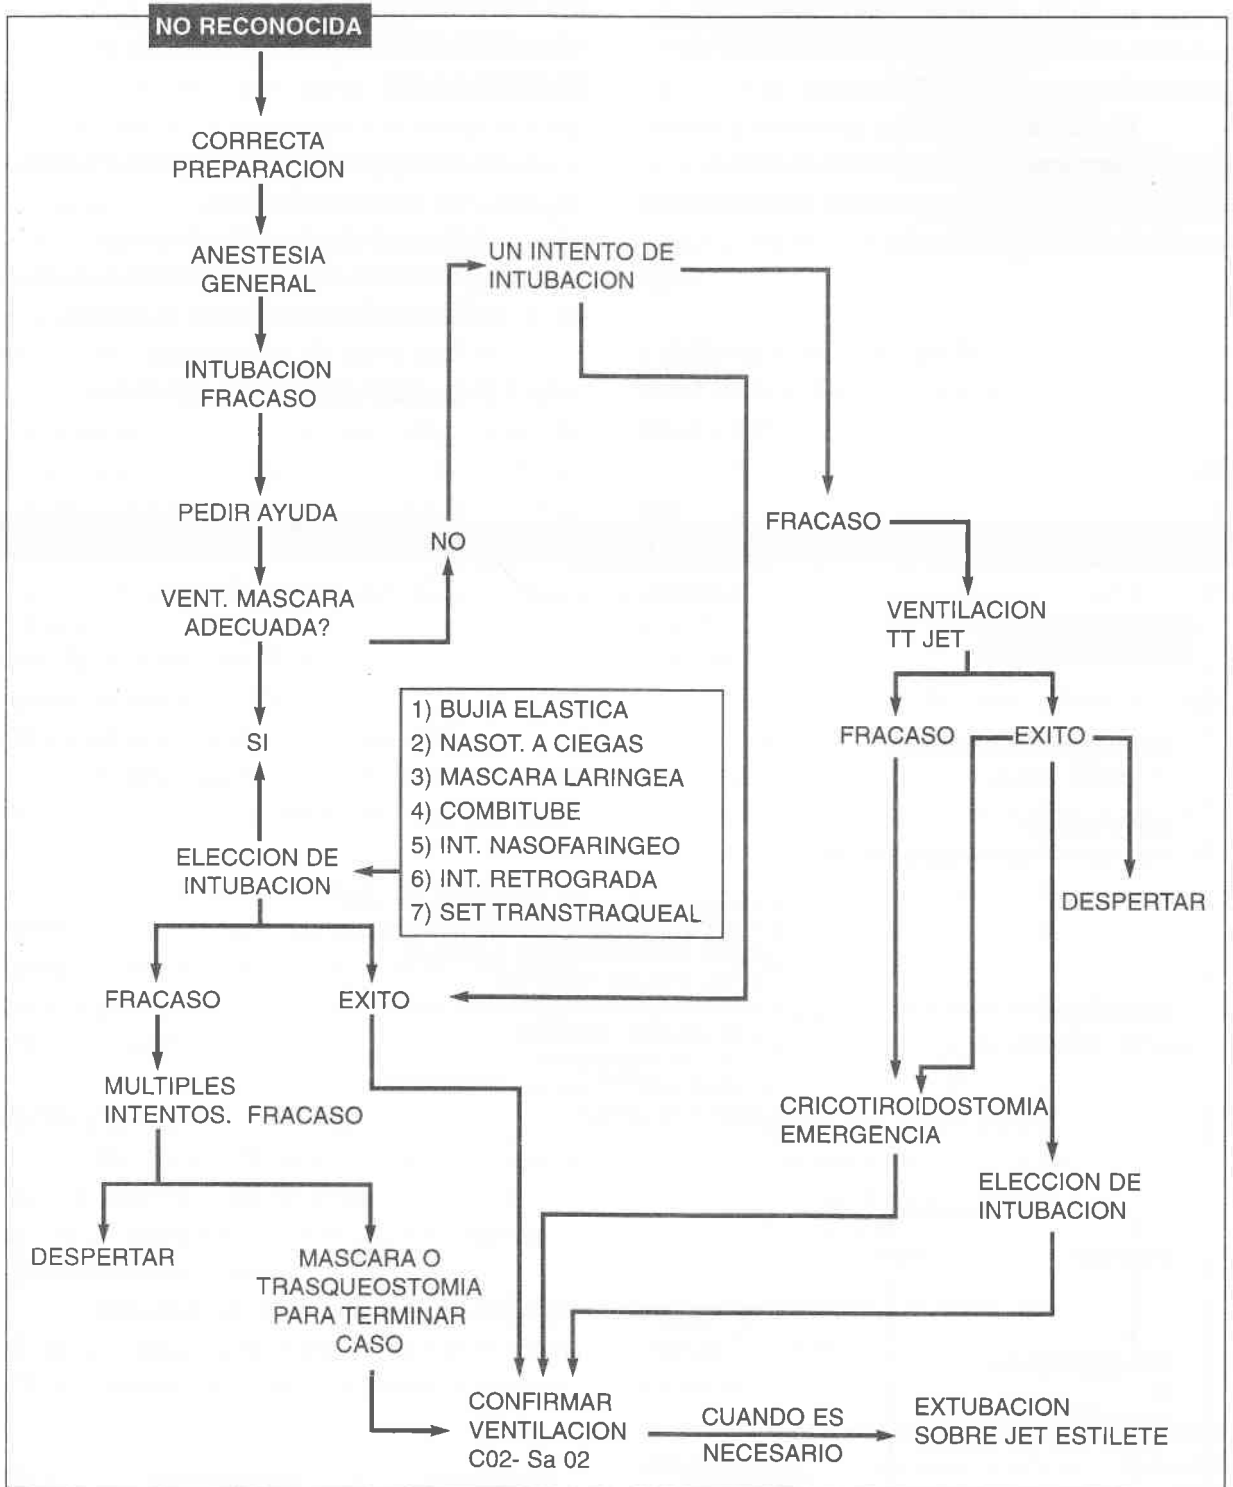 NO RECONOCIDA
CORRECTA
PREPARACION
ANESTESIA
GENERAL
INTUBACION
FRACASO
PEDIR AYUDA
VENT. MASCARA
ADECUADA?
NO
UN INTENTO DE
INTUBACION
FRACASO
VENTILACION
TT JET
FRACASO
EXITO
DESPERTAR
SI
1) BUJIA ELASTICA
2) NASOT. A CIEGAS
3) MASCARA LARINGEA
4) COMBITUBE
5) INT. NASOFARINGEO
6) INT. RETROGRADA
7) SET TRANSTRAQUEAL
ELECCION DE
INTUBACION
FRACASO
EXITO
MULTIPLES
INTENTOS. FRACASO
CRICOTIROIDOSTOMIA
EMERGENCIA
ELECCION DE
INTUBACION
DESPERTAR
MASCARA O
TRASQUEOSTOMIA
PARA TERMINAR
CASO
CONFIRMAR
VENTILACION
C02- Sa 02
CUANDO ES
NECESARIO
EXTUBACION
SOBRE JET ESTILETE